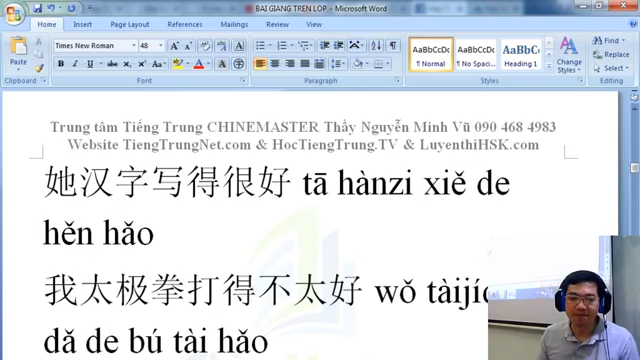 BAI GIANG TREN LOP - Microsoft Word
Home Insert Page Layout References Mailings Review View
Paste
Times New Roman 48
Clipboard Font Paragraph Styles Editing
AaBbCcDc AaBbCcDc AaBbCc
¶ Normal ¶ No Spaci... Heading 1
Change Styles
Find
Replace
Select
Trung tâm Tiếng Trung CHINEMASTER Thầy Nguyễn Minh Vũ 090 468 4983
Website TiengTrungNet.com & HocTiengTrung.TV & LuyenthiHSK.com
她汉字写得很好 tā hànzi xiě de
hěn hǎo
我太极拳打得不太好 wǒ tàijí
dǎ de bú tài hǎo